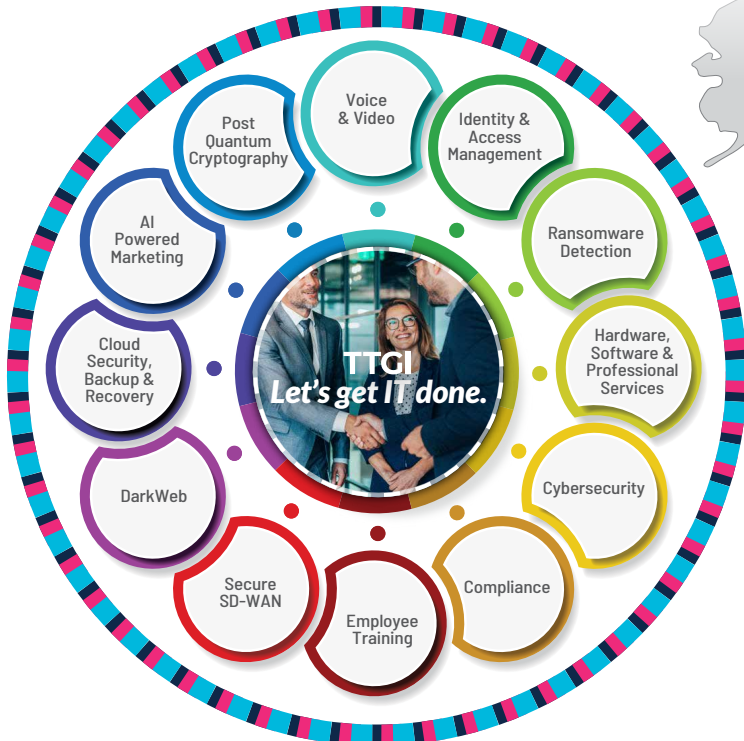 Voice
& Video
Identity &
Access
Management
Ransomware
Detection
Hardware,
Software &
Professional
Services
Cybersecurity
Compliance
Employee
Training
Secure
SD-WAN
DarkWeb
Cloud
Security,
Backup &
Recovery
AI
Powered
Marketing
Post
Quantum
Cryptography
TTGI
Let's get IT done.